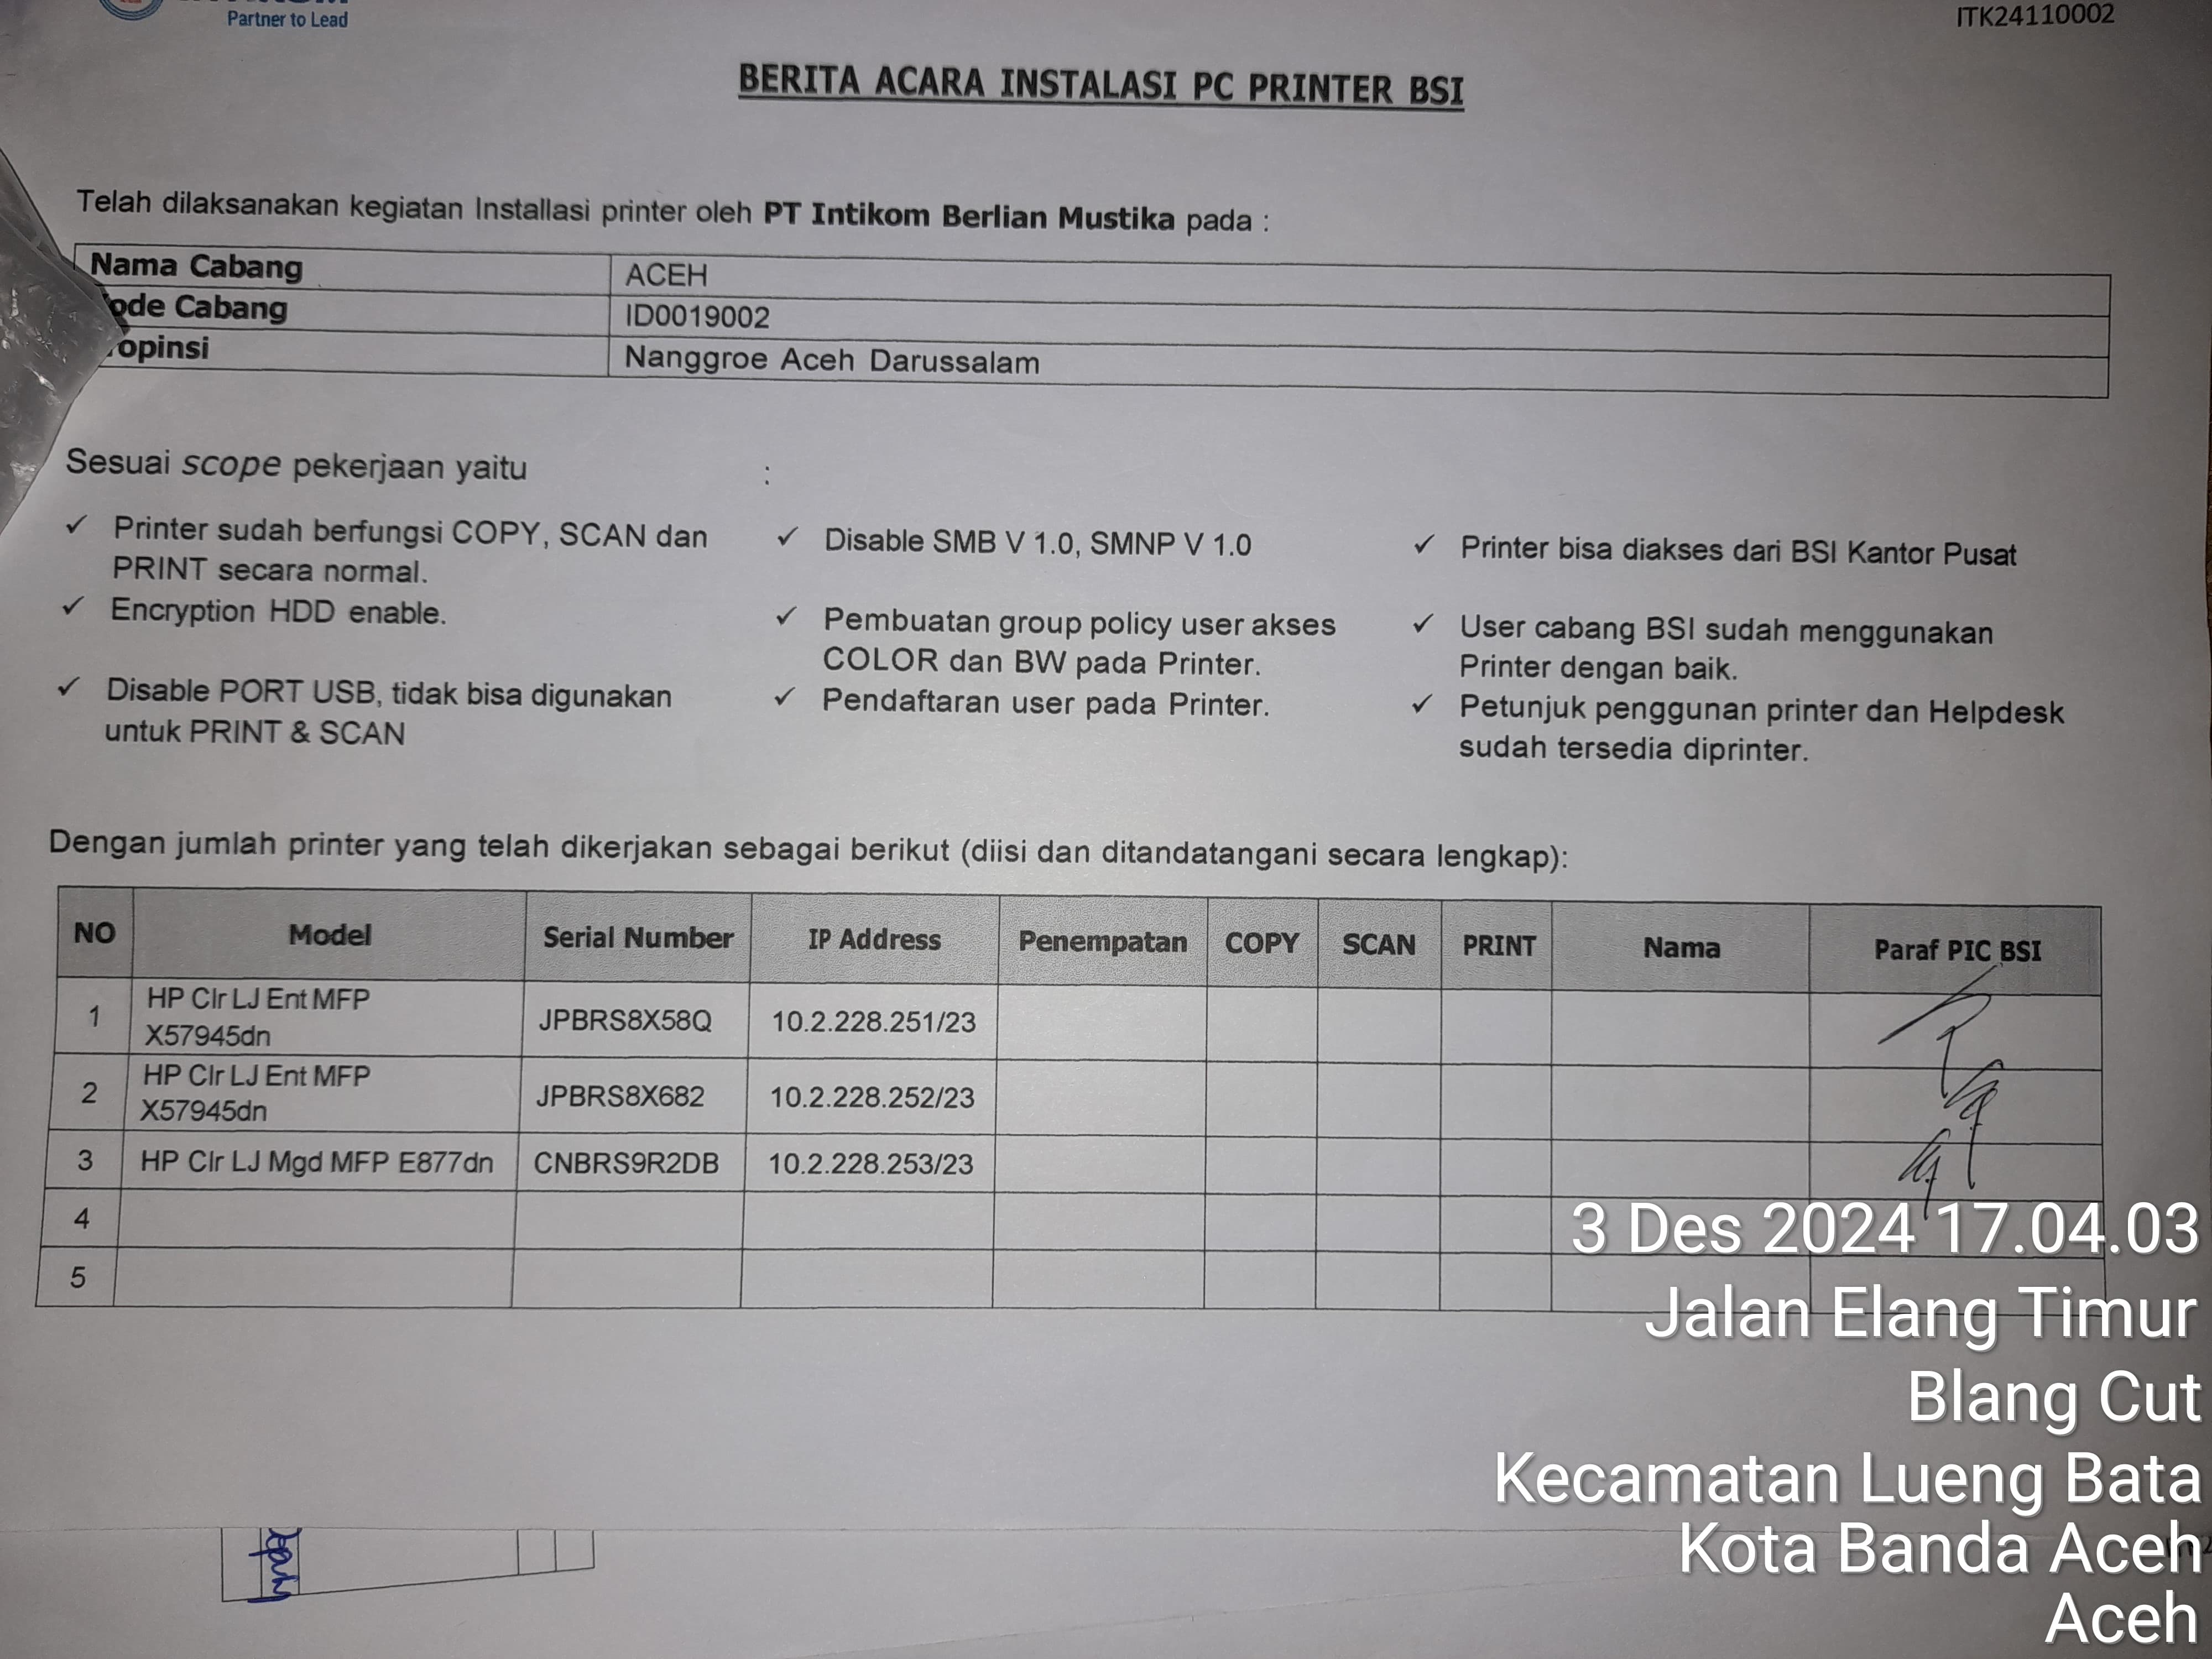 Partner to Lead
ITK24110002
BERITA ACARA INSTALASI PC PRINTER BSI
Telah dilaksanakan kegiatan Installasi printer oleh PT Intikom Berlian Mustika pada :
Nama Cabang ACEH
ode Cabang ID0019002
opinsi Nanggroe Aceh Darussalam
Sesuai scope pekerjaan yaitu :
✓ Printer sudah berfungsi COPY, SCAN dan
PRINT secara normal.
✓ Encryption HDD enable.
✓ Disable PORT USB, tidak bisa digunakan
untuk PRINT & SCAN
✓ Disable SMB V 1.0, SMNP V 1.0
✓ Pembuatan group policy user akses
COLOR dan BW pada Printer.
✓ Pendaftaran user pada Printer.
✓ Printer bisa diakses dari BSI Kantor Pusat
✓ User cabang BSI sudah menggunakan
Printer dengan baik.
✓ Petunjuk penggunan printer dan Helpdesk
sudah tersedia diprinter.
Dengan jumlah printer yang telah dikerjakan sebagai berikut (diisi dan ditandatangani secara lengkap):
NO Model Serial Number IP Address Penempatan COPY SCAN PRINT Nama Paraf PIC BSI
1 HP Clr LJ Ent MFP
X57945dn JPBRS8X58Q 10.2.228.251/23
2 HP Clr LJ Ent MFP
X57945dn JPBRS8X682 10.2.228.252/23
3 HP Clr LJ Mgd MFP E877dn CNBRS9R2DB 10.2.228.253/23
4
5
3 Des 2024 17.04.03
Jalan Elang Timur
Blang Cut
Kecamatan Lueng Bata
Kota Banda Aceh
Aceh